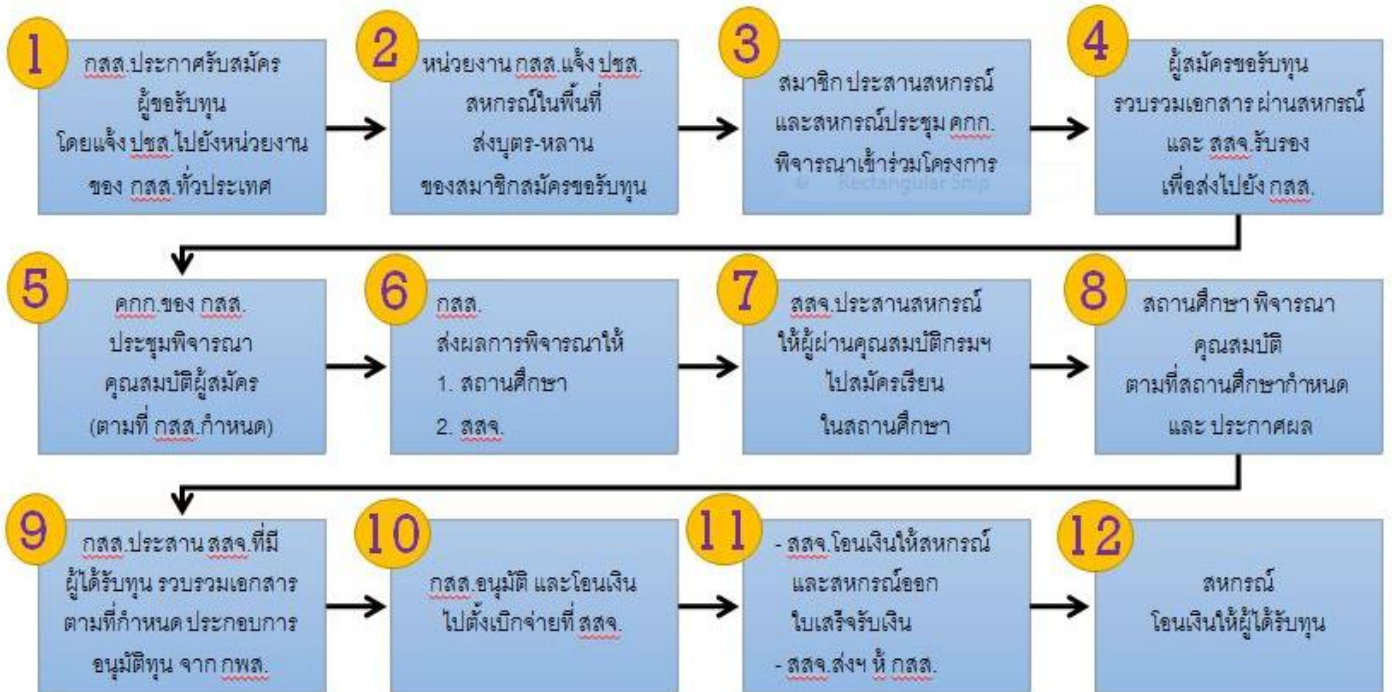 1
กสส.ประกาศรับสมัคร
ผู้ขอรับทุน
โดยแจ้ง ปชส.ไปยังหน่วยงาน
ของ กสส.ทั่วประเทศ
2
หน่วยงาน กสส.แจ้ง ปชส.
สหกรณ์ในพื้นที่
ส่งบุตร-หลาน
ของสมาชิกสมัครขอรับทุน
3
สมาชิก ประสานสหกรณ์
และสหกรณ์ประชุม คกก.
พิจารณาเข้าร่วมโครงการ
Rectangular Snip
4
ผู้สมัครขอรับทุน
รวบรวมเอกสาร ผ่านสหกรณ์
และ สสจ.รับรอง
เพื่อส่งไปยัง กสส.
5
คกก.ของ กสส.
ประชุมพิจารณา
คุณสมบัติผู้สมัคร
(ตามที่ กสส.กำหนด)
6
กสส.
ส่งผลการพิจารณาให้
1. สถานศึกษา
2. สสจ.
7
สสจ.ประสานสหกรณ์
ให้ผู้ผ่านคุณสมบัติกรมฯ
ไปสมัครเรียน
ในสถานศึกษา
8
สถานศึกษา พิจารณา
คุณสมบัติ
ตามที่สถานศึกษากำหนด
และ ประกาศผล
9
กสส.ประสาน สสจ.ที่มี
ผู้ได้รับทุน รวบรวมเอกสาร
ตามที่กำหนด ประกอบการ
อนุมัติทุน จาก กพส.
10
กสส.อนุมัติ และโอนเงิน
ไปตั้งเบิกจ่ายที่ สสจ.
11
- สสจ.โอนเงินให้สหกรณ์
และสหกรณ์ออก
ใบเสร็จรับเงิน
- สสจ.ส่งฯ ห้ กสส.
12
สหกรณ์
โอนเงินให้ผู้ได้รับทุน